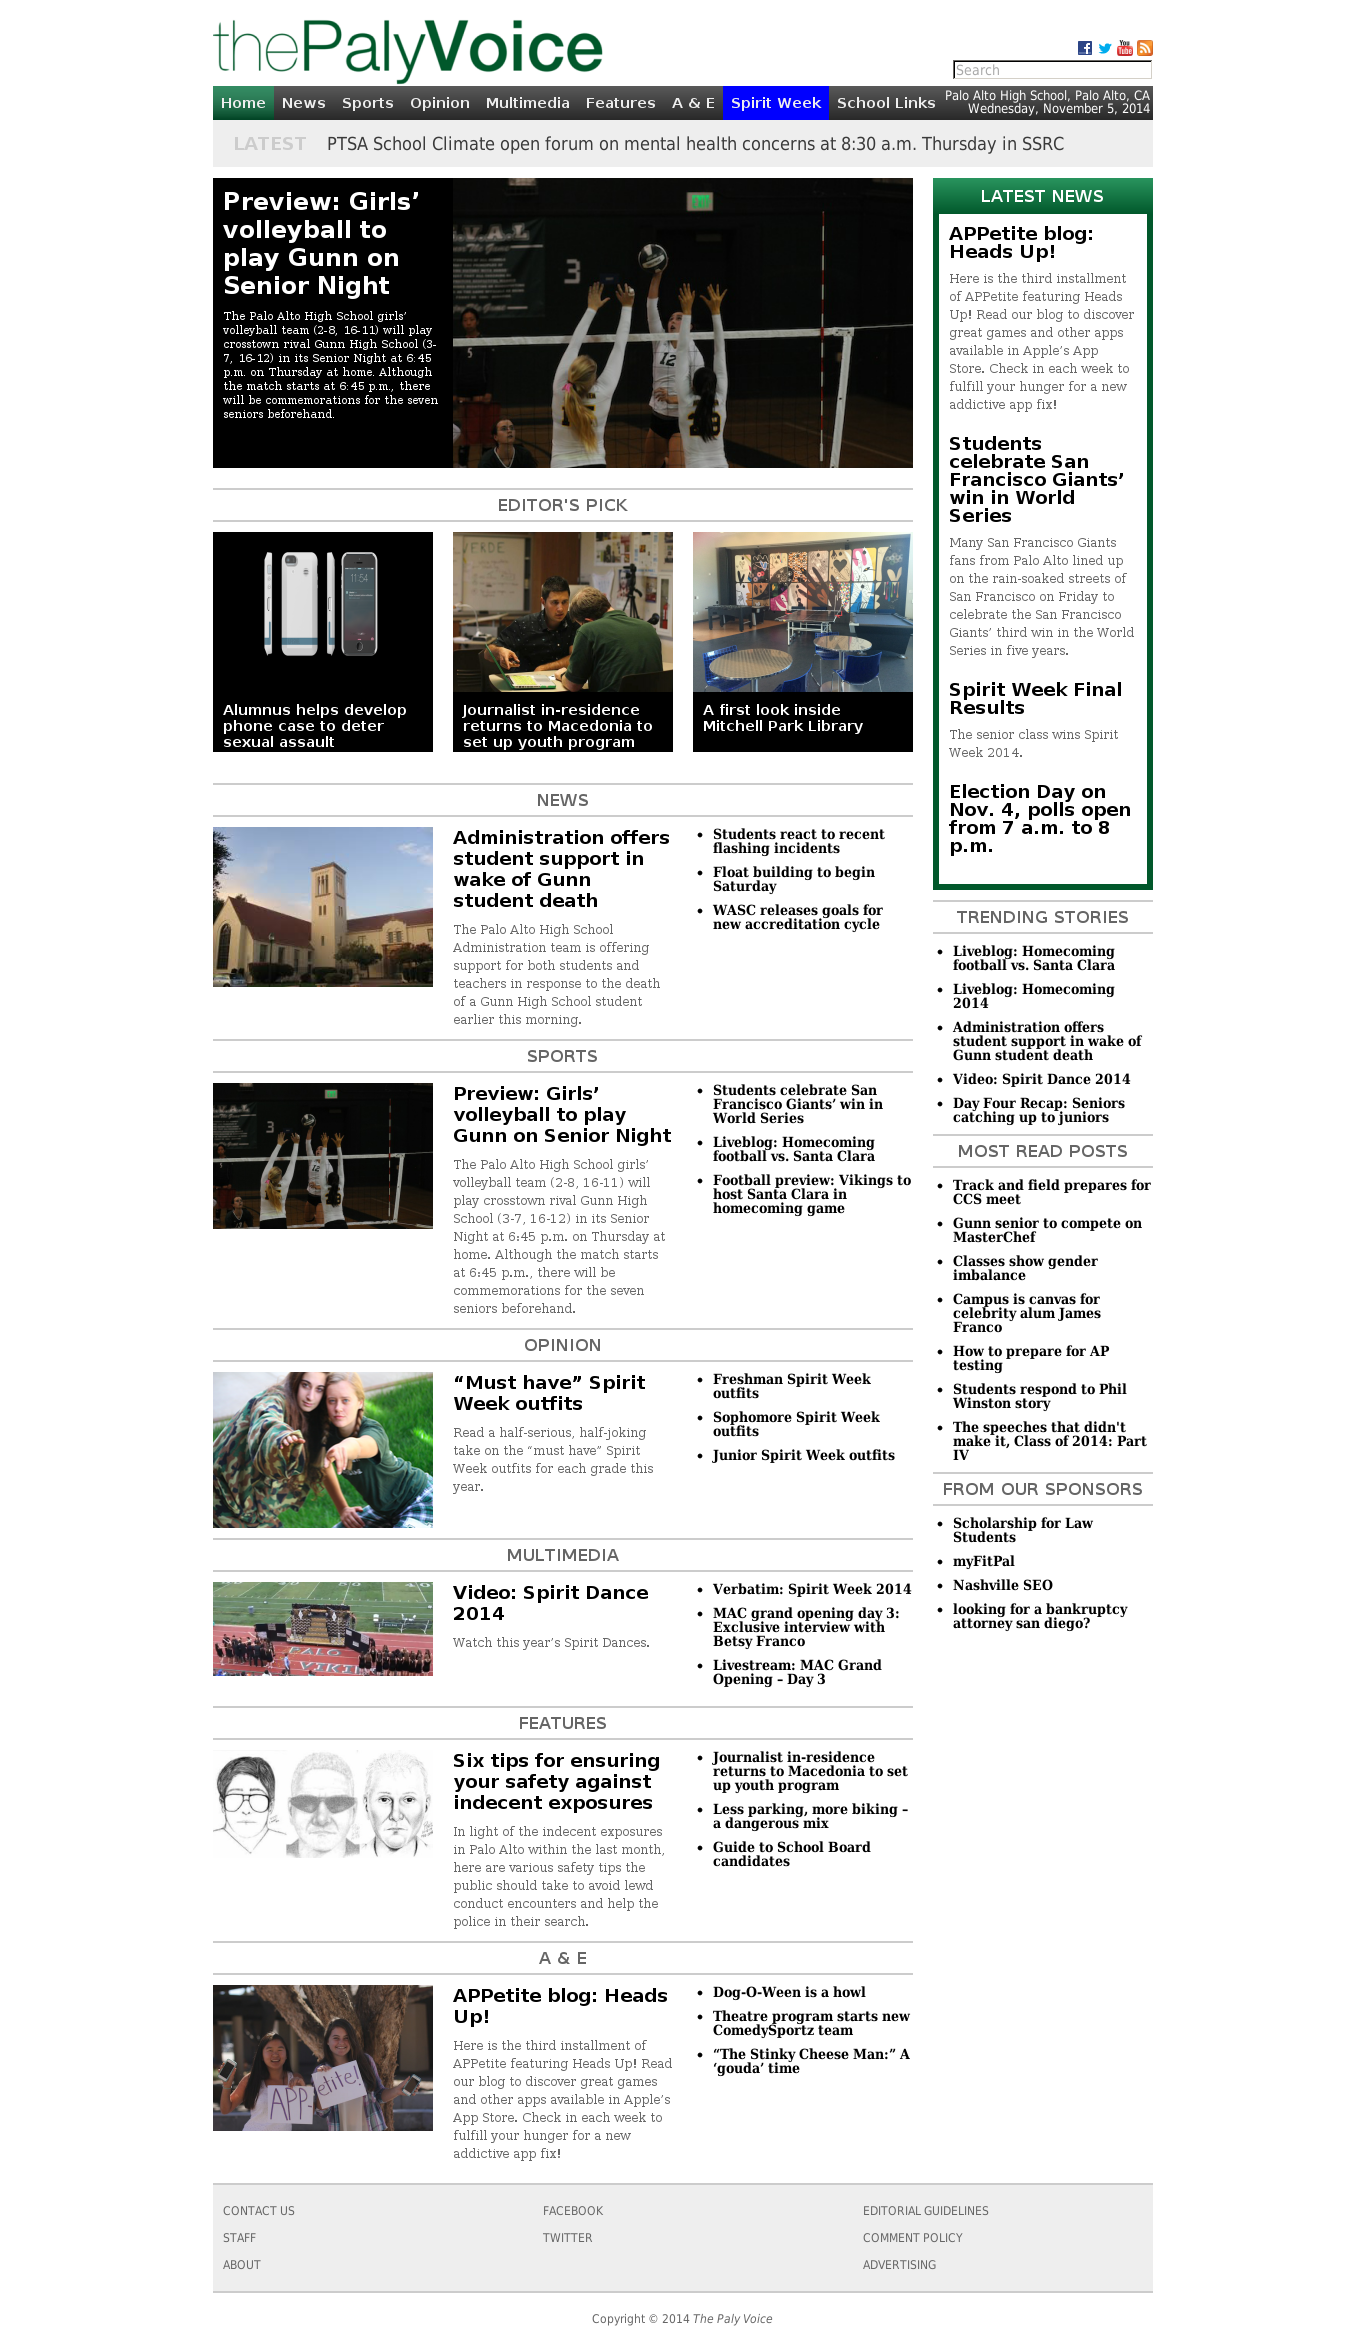 thePalyVoice
Search
Home News Sports Opinion Multimedia Features A & E Spirit Week School Links
Palo Alto High School, Palo Alto, CA
Wednesday, November 5, 2014
LATEST PTSA School Climate open forum on mental health concerns at 8:30 a.m. Thursday in SSRC
Preview: Girls’
volleyball to
play Gunn on
Senior Night
The Palo Alto High School girls’
volleyball team (2-8, 16-11) will play
crosstown rival Gunn High School (3-
7, 16-12) in its Senior Night at 6:45
p.m. on Thursday at home. Although
the match starts at 6:45 p.m., there
will be commemorations for the seven
seniors beforehand.
EDITOR'S PICK
Alumnus helps develop
phone case to deter
sexual assault
Journalist in-residence
returns to Macedonia to
set up youth program
A first look inside
Mitchell Park Library
NEWS
Administration offers
student support in
wake of Gunn
student death
The Palo Alto High School
Administration team is offering
support for both students and
teachers in response to the death
of a Gunn High School student
earlier this morning.
• Students react to recent
flashing incidents
• Float building to begin
Saturday
• WASC releases goals for
new accreditation cycle
SPORTS
Preview: Girls’
volleyball to play
Gunn on Senior Night
The Palo Alto High School girls’
volleyball team (2-8, 16-11) will
play crosstown rival Gunn High
School (3-7, 16-12) in its Senior
Night at 6:45 p.m. on Thursday at
home. Although the match starts
at 6:45 p.m., there will be
commemorations for the seven
seniors beforehand.
• Students celebrate San
Francisco Giants’ win in
World Series
• Liveblog: Homecoming
football vs. Santa Clara
• Football preview: Vikings to
host Santa Clara in
homecoming game
OPINION
“Must have” Spirit
Week outfits
Read a half-serious, half-joking
take on the “must have” Spirit
Week outfits for each grade this
year.
• Freshman Spirit Week
outfits
• Sophomore Spirit Week
outfits
• Junior Spirit Week outfits
MULTIMEDIA
Video: Spirit Dance
2014
Watch this year’s Spirit Dances.
• Verbatim: Spirit Week 2014
• MAC grand opening day 3:
Exclusive interview with
Betsy Franco
• Livestream: MAC Grand
Opening – Day 3
FEATURES
Six tips for ensuring
your safety against
indecent exposures
In light of the indecent exposures
in Palo Alto within the last month,
here are various safety tips the
public should take to avoid lewd
conduct encounters and help the
police in their search.
• Journalist in-residence
returns to Macedonia to set
up youth program
• Less parking, more biking –
a dangerous mix
• Guide to School Board
candidates
A & E
APPetite blog: Heads
Up!
Here is the third installment of
APPetite featuring Heads Up! Read
our blog to discover great games
and other apps available in Apple’s
App Store. Check in each week to
fulfill your hunger for a new
addictive app fix!
• Dog-O-Ween is a howl
• Theatre program starts new
ComedySportz team
• “The Stinky Cheese Man:” A
‘gouda’ time
LATEST NEWS
APPetite blog:
Heads Up!
Here is the third installment
of APPetite featuring Heads
Up! Read our blog to discover
great games and other apps
available in Apple’s App
Store. Check in each week to
fulfill your hunger for a new
addictive app fix!
Students
celebrate San
Francisco Giants’
win in World
Series
Many San Francisco Giants
fans from Palo Alto lined up
on the rain-soaked streets of
San Francisco on Friday to
celebrate the San Francisco
Giants’ third win in the World
Series in five years.
Spirit Week Final
Results
The senior class wins Spirit
Week 2014.
Election Day on
Nov. 4, polls open
from 7 a.m. to 8
p.m.
TRENDING STORIES
• Liveblog: Homecoming
football vs. Santa Clara
• Liveblog: Homecoming
2014
• Administration offers
student support in wake of
Gunn student death
• Video: Spirit Dance 2014
• Day Four Recap: Seniors
catching up to juniors
MOST READ POSTS
• Track and field prepares for
CCS meet
• Gunn senior to compete on
MasterChef
• Classes show gender
imbalance
• Campus is canvas for
celebrity alum James
Franco
• How to prepare for AP
testing
• Students respond to Phil
Winston story
• The speeches that didn't
make it, Class of 2014: Part
IV
FROM OUR SPONSORS
• Scholarship for Law
Students
• myFitPal
• Nashville SEO
• looking for a bankruptcy
attorney san diego?
CONTACT US
STAFF
ABOUT
FACEBOOK
TWITTER
EDITORIAL GUIDELINES
COMMENT POLICY
ADVERTISING
Copyright © 2014 The Paly Voice